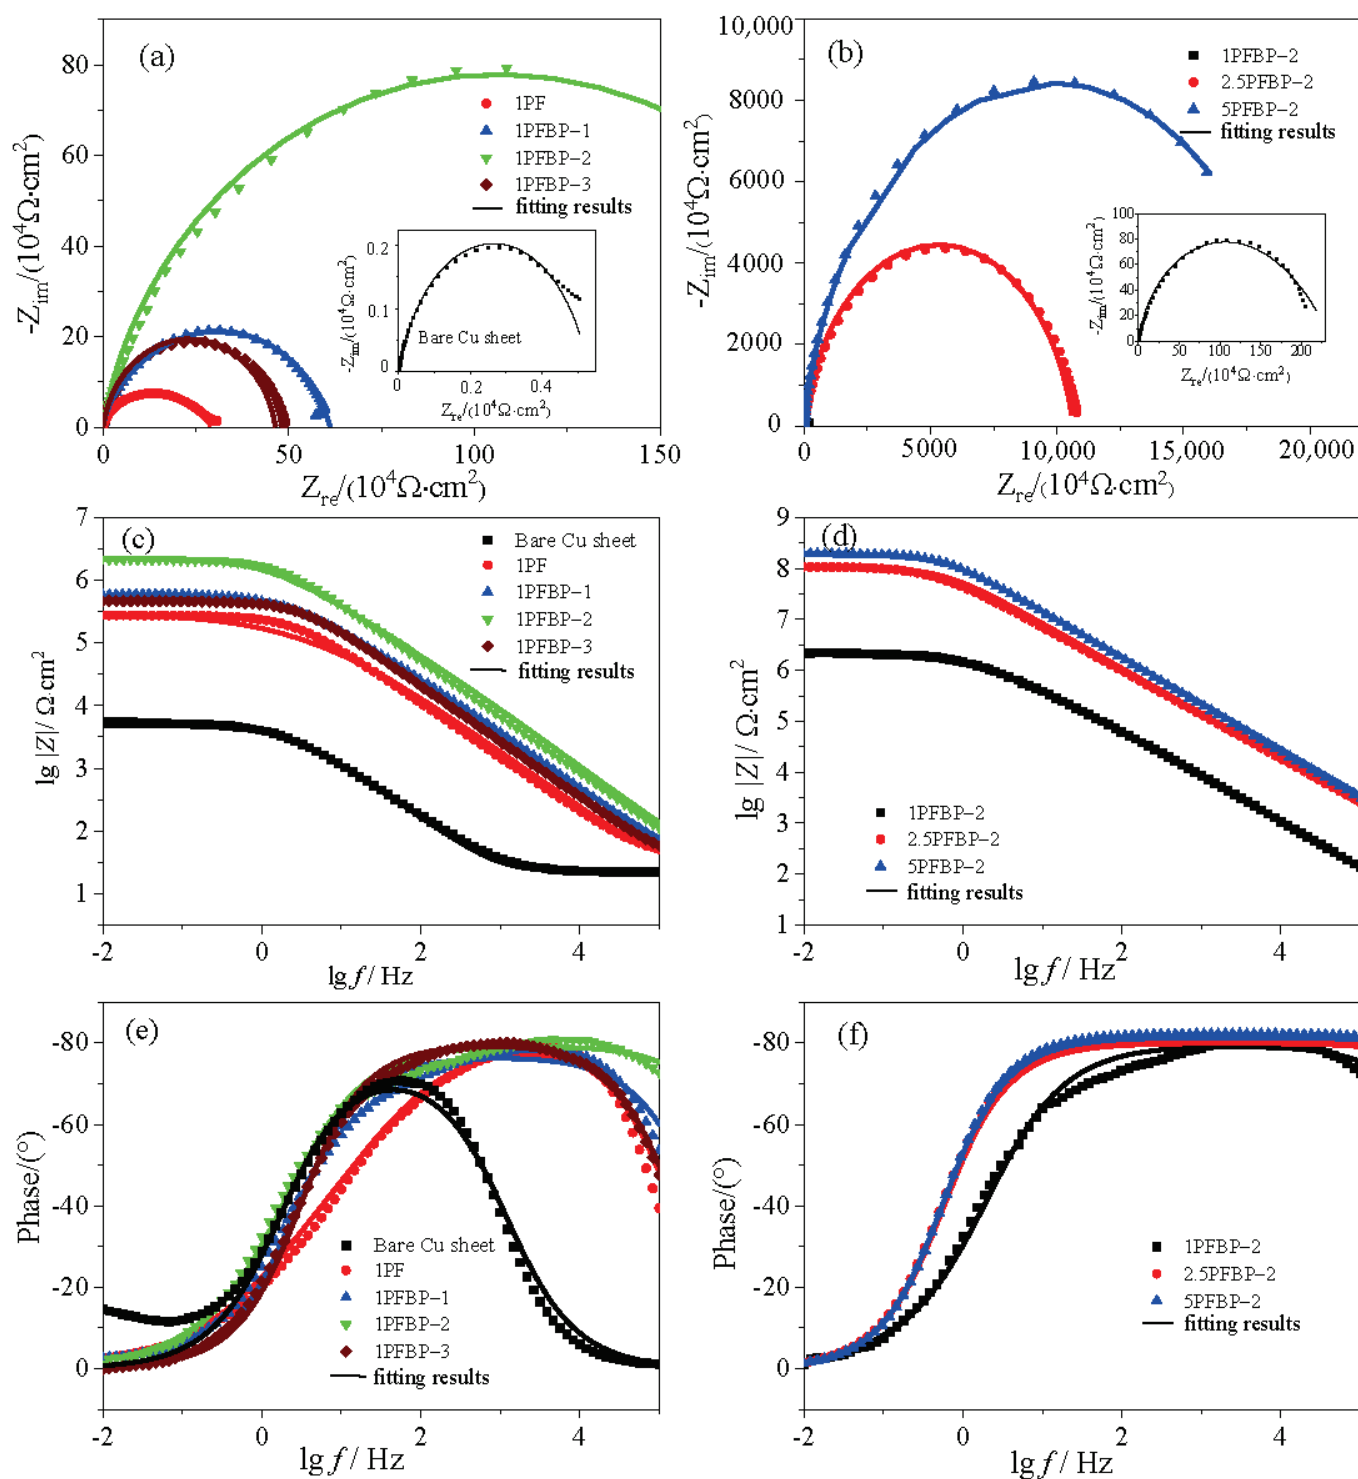 (a)
80
60
40
20
0
-Z_im/(10^4Ω·cm^2)
1PF
1PFBP-1
1PFBP-2
1PFBP-3
fitting results
0.2
0.1
0
-Z_im/(10^4Ω·cm^2)
Bare Cu sheet
0 0.2 0.4
Z_re/(10^4Ω·cm^2)
0 50 100 150
Z_re/(10^4Ω·cm^2)
(b)
10,000
8000
6000
4000
2000
0
-Z_im/(10^4Ω·cm^2)
1PFBP-2
2.5PFBP-2
5PFBP-2
fitting results
100
80
60
40
20
0
-Z_im/(10^4Ω·cm^2)
0 50 100 150 200
Z_re/(10^4Ω·cm^2)
0 5000 10,000 15,000 20,000
Z_re/(10^4Ω·cm^2)
(c)
7
6
5
4
3
2
1
lg |Z|/ Ω·cm^2
Bare Cu sheet
1PF
1PFBP-1
1PFBP-2
1PFBP-3
fitting results
-2 0 2 4
lg f / Hz
(d)
9
8
7
6
5
4
3
2
1
lg |Z|/ Ω·cm^2
1PFBP-2
2.5PFBP-2
5PFBP-2
fitting results
-2 0 2 4
lg f / Hz
(e)
-80
-60
-40
-20
0
Phase/(°)
Bare Cu sheet
1PF
1PFBP-1
1PFBP-2
1PFBP-3
fitting results
-2 0 2 4
lg f / Hz
(f)
-80
-60
-40
-20
0
Phase/(°)
1PFBP-2
2.5PFBP-2
5PFBP-2
fitting results
-2 0 2 4
lg f / Hz